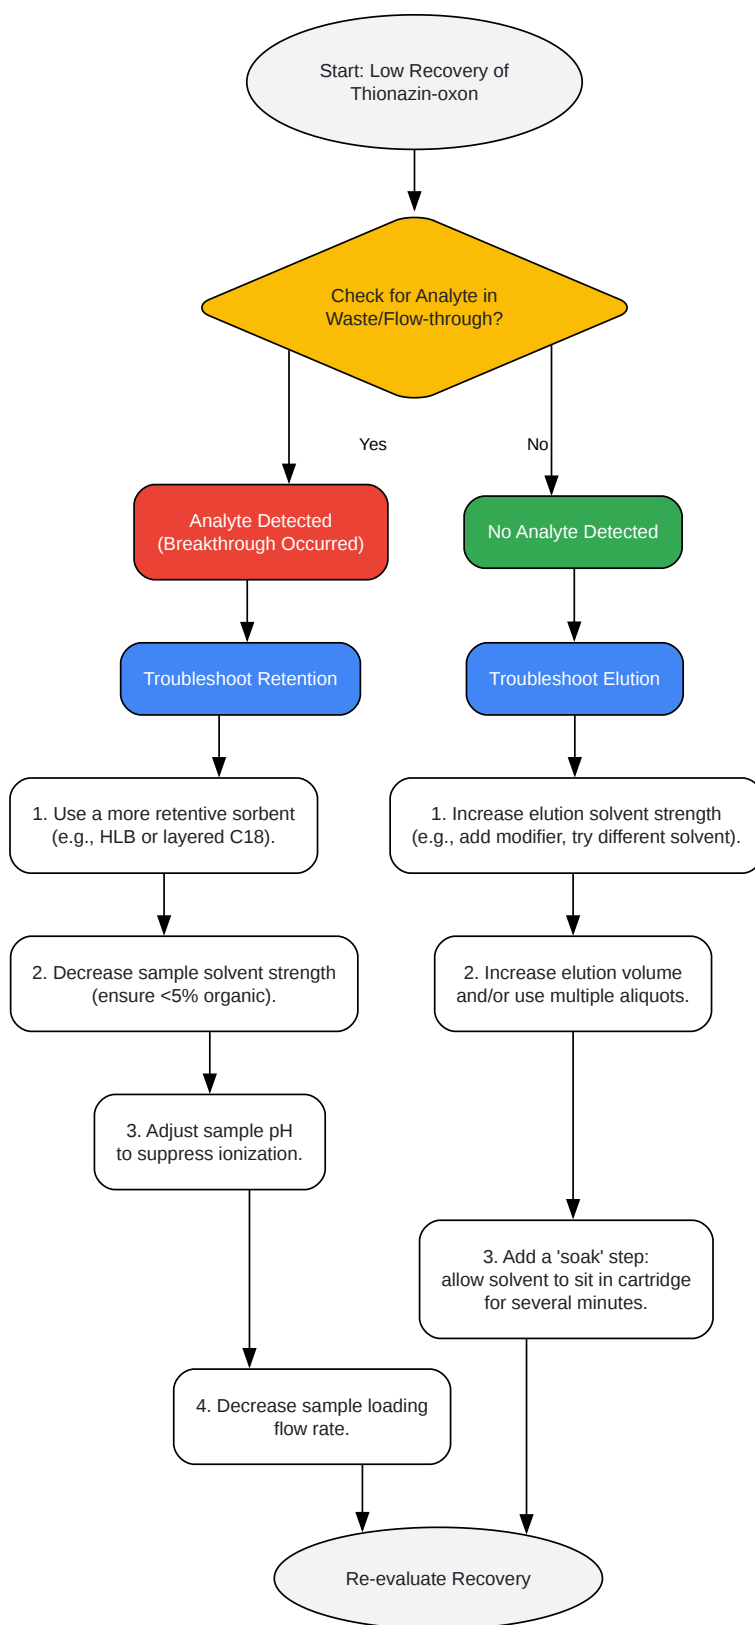 Start: Low Recovery of
Thionazin-oxon
Check for Analyte in
Waste/Flow-through?
Yes
No
Analyte Detected
(Breakthrough Occurred)
No Analyte Detected
Troubleshoot Retention
Troubleshoot Elution
1. Use a more retentive sorbent
(e.g., HLB or layered C18).
1. Increase elution solvent strength
(e.g., add modifier, try different solvent).
2. Decrease sample solvent strength
(ensure <5% organic).
2. Increase elution volume
and/or use multiple aliquots.
3. Adjust sample pH
to suppress ionization.
3. Add a 'soak' step:
allow solvent to sit in cartridge
for several minutes.
4. Decrease sample loading
flow rate.
Re-evaluate Recovery